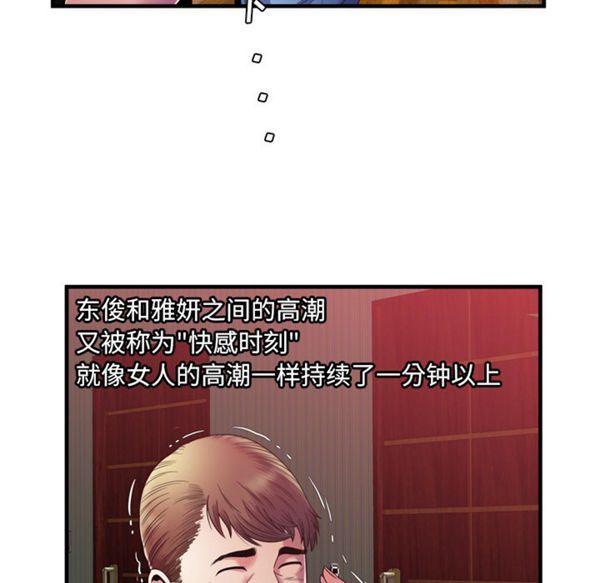 东俊和雅妍之间的高潮
又被称为"快感时刻"
就像女人的高潮一样持续了一分钟以上